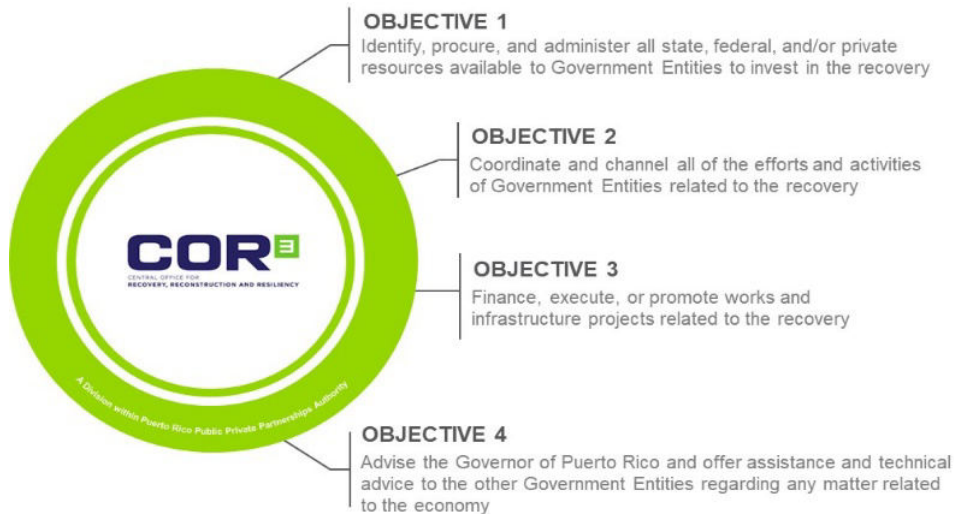 OBJECTIVE 1
Identify, procure, and administer all state, federal, and/or private
resources available to Government Entities to invest in the recovery
OBJECTIVE 2
Coordinate and channel all of the efforts and activities
of Government Entities related to the recovery
COR3
CENTRAL OFFICE FOR
RECOVERY, RECONSTRUCTION AND RESILIENCY
OBJECTIVE 3
Finance, execute, or promote works and
infrastructure projects related to the recovery
A Division within Puerto Rico Public Private Partnerships Authority
OBJECTIVE 4
Advise the Governor of Puerto Rico and offer assistance and technical
advice to the other Government Entities regarding any matter related
to the economy